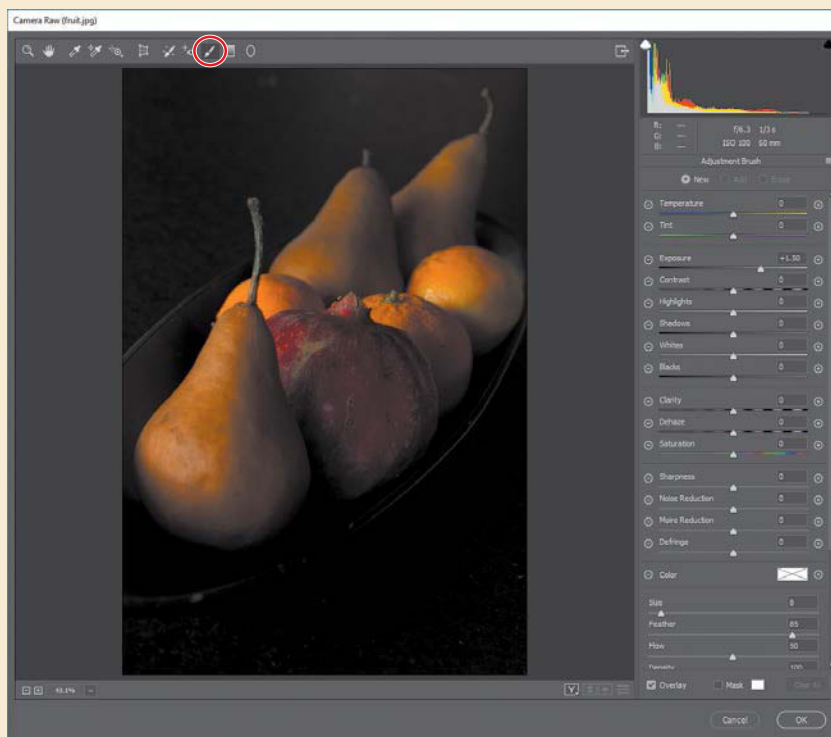 Camera Raw (fruit.jpg)
R: ---
G: ---
B: ---
f/6.3 1/3 s
ISO 100 60 mm
Adjustment Brush
New Add Erase
Temperature 0
Tint 0
Exposure +1.50
Contrast 0
Highlights 0
Shadows 0
Whites 0
Blacks 0
Clarity 0
Dehaze 0
Saturation 0
Sharpness 0
Noise Reduction 0
Moire Reduction 0
Defringe 0
Color
Size 8
Feather 85
Flow 50
Density 100
Overlay Mask Clear All
Y
Cancel OK